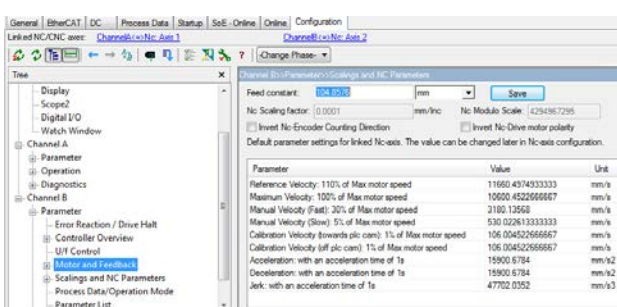 General EtherCAT DC Process Data Startup SoE - Online Online Configuration
Linked NC/CNC axes: ChannelA<=>Nc: Axis 1 ChannelB<=>Nc: Axis 2
? -Change Phase-
Tree
Display
Scope2
Digital I/O
Watch Window
Channel A
Parameter
Operation
Diagnostics
Channel B
Parameter
Error Reaction / Drive Halt
Controller Overview
U/f Control
Motor and Feedback
Scalings and NC Parameters
Process Data/Operation Mode
Parameter List
Channel B>>Parameter>>Scalings and NC Parameters
Feed constant: 104.8576 mm Save
Nc Scaling factor: 0.0001 mm/Inc Nc Modulo Scale: 4294967295
Invert Nc-Encoder Counting Direction Invert Nc-Drive motor polarity
Default parameter settings for linked Nc-axis. The value can be changed later in Nc-axis configuration.
Parameter Value Unit
Reference Velocity: 110% of Max motor speed 11660.4974933333 mm/s
Maximum Velocity: 100% of Max motor speed 10600.4522666667 mm/s
Manual Velocity (Fast): 30% of Max motor speed 3180.13568 mm/s
Manual Velocity (Slow): 5% of Max motor speed 530.022613333333 mm/s
Calibration Velocity (towards plc cam): 1% of Max motor speed 106.004522666667 mm/s
Calibration Velocity (off plc cam): 1% of Max motor speed 106.004522666667 mm/s
Acceleration: with an acceleration time of 1s 15900.6784 mm/s2
Deceleration: with an acceleration time of 1s 15900.6784 mm/s2
Jerk: with an acceleration time of 1s 47702.0352 mm/s3